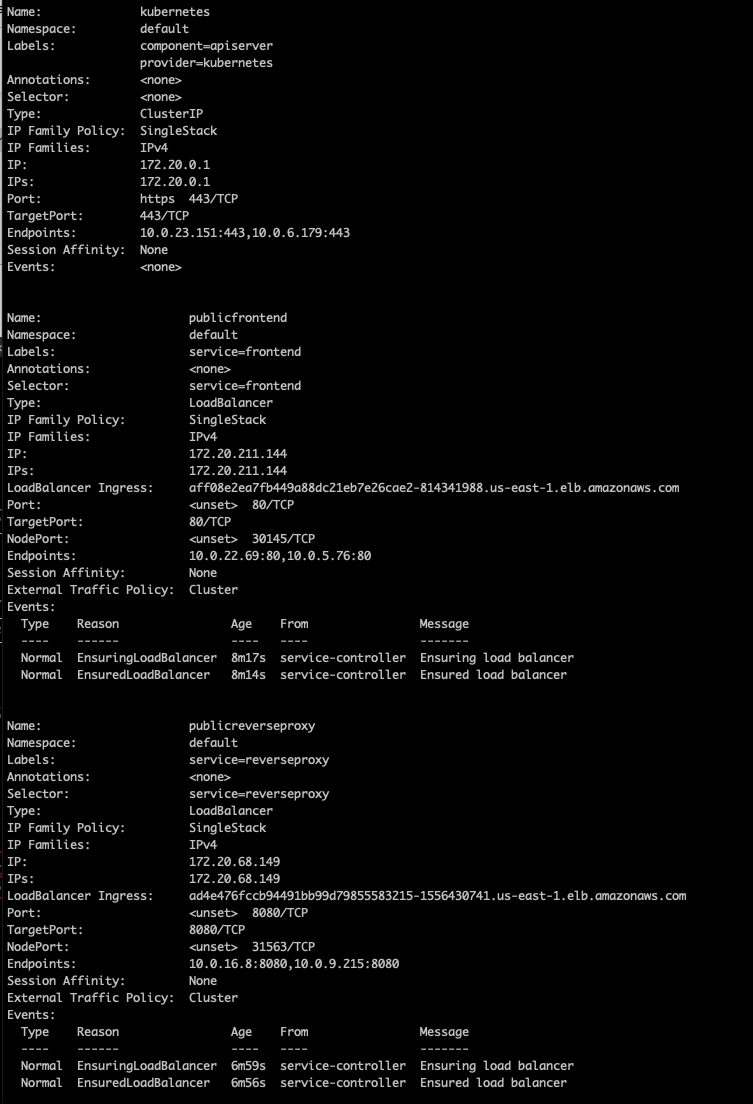 Name:              kubernetes
Namespace:         default
Labels:            component=apiserver
                   provider=kubernetes
Annotations:       <none>
Selector:          <none>
Type:              ClusterIP
IP Family Policy:  SingleStack
IP Families:       IPv4
IP:                172.20.0.1
IPs:               172.20.0.1
Port:              https  443/TCP
TargetPort:        443/TCP
Endpoints:         10.0.23.151:443,10.0.6.179:443
Session Affinity:  None
Events:            <none>
Name:                     publicfrontend
Namespace:                default
Labels:                   service=frontend
Annotations:              <none>
Selector:                 service=frontend
Type:                     LoadBalancer
IP Family Policy:         SingleStack
IP Families:              IPv4
IP:                       172.20.211.144
IPs:                      172.20.211.144
LoadBalancer Ingress:     aff08e2ea7fb449a88dc21eb7e26cae2-814341988.us-east-1.elb.amazonaws.com
Port:                     <unset>  80/TCP
TargetPort:               80/TCP
NodePort:                 <unset>  30145/TCP
Endpoints:                10.0.22.69:80,10.0.5.76:80
Session Affinity:         None
External Traffic Policy:  Cluster
Events:
  Type    Reason                Age    From                Message
  ----    ------                ----   ----                -------
  Normal  EnsuringLoadBalancer  8m17s  service-controller  Ensuring load balancer
  Normal  EnsuredLoadBalancer   8m14s  service-controller  Ensured load balancer
Name:                     publicreverseproxy
Namespace:                default
Labels:                   service=reverseproxy
Annotations:              <none>
Selector:                 service=reverseproxy
Type:                     LoadBalancer
IP Family Policy:         SingleStack
IP Families:              IPv4
IP:                       172.20.68.149
IPs:                      172.20.68.149
LoadBalancer Ingress:     ad4e476fccb94491bb99d79855583215-1556430741.us-east-1.elb.amazonaws.com
Port:                     <unset>  8080/TCP
TargetPort:               8080/TCP
NodePort:                 <unset>  31563/TCP
Endpoints:                10.0.16.8:8080,10.0.9.215:8080
Session Affinity:         None
External Traffic Policy:  Cluster
Events:
  Type    Reason                Age    From                Message
  ----    ------                ----   ----                -------
  Normal  EnsuringLoadBalancer  6m59s  service-controller  Ensuring load balancer
  Normal  EnsuredLoadBalancer   6m56s  service-controller  Ensured load balancer